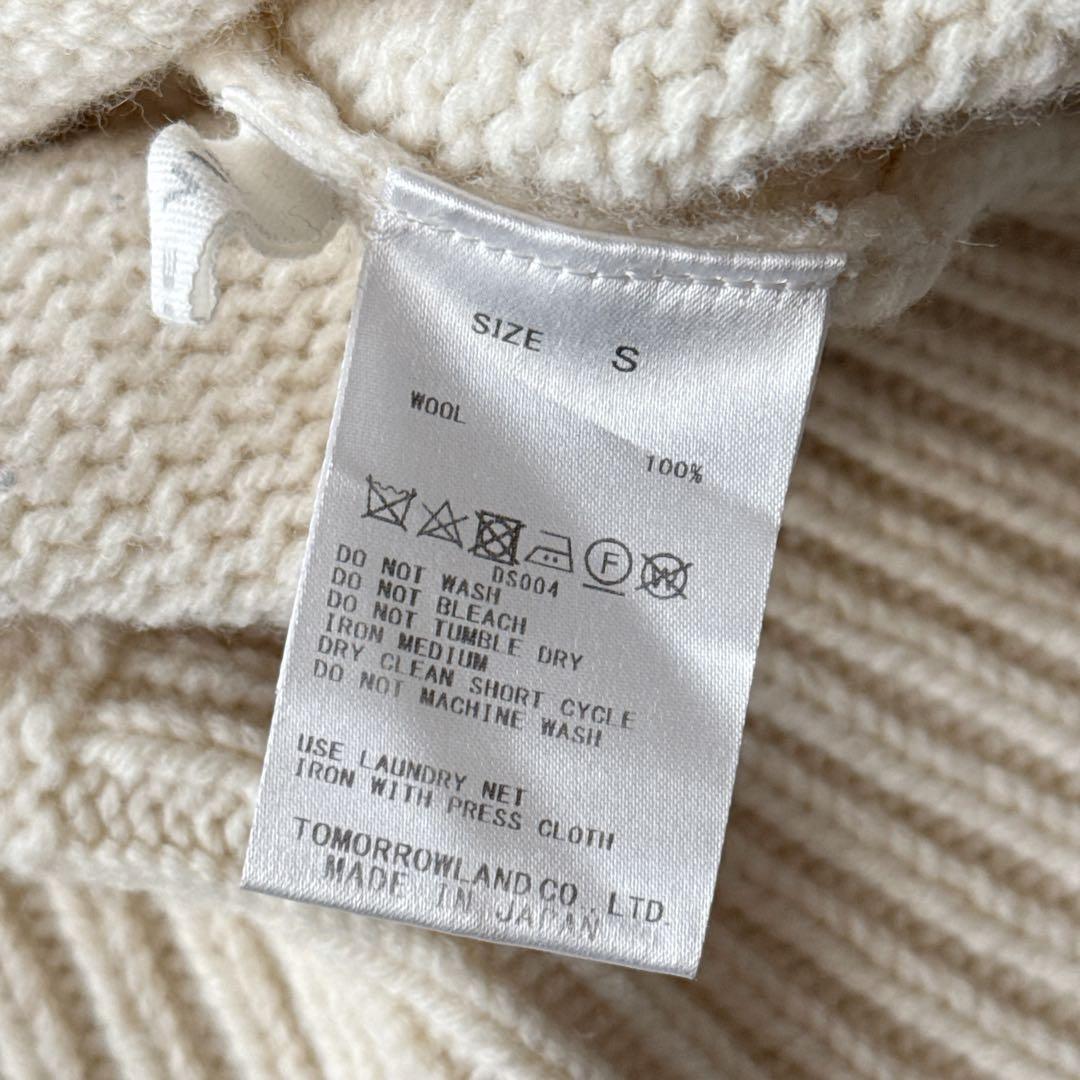 SIZE S
WOOL
100%
F W
DS004
DO NOT WASH
DO NOT BLEACH
DO NOT TUMBLE DRY
IRON MEDIUM
DRY CLEAN SHORT CYCLE
DO NOT MACHINE WASH
USE LAUNDRY NET
IRON WITH PRESS CLOTH
TOMORROWLAND CO.,LTD.
MADE IN JAPAN